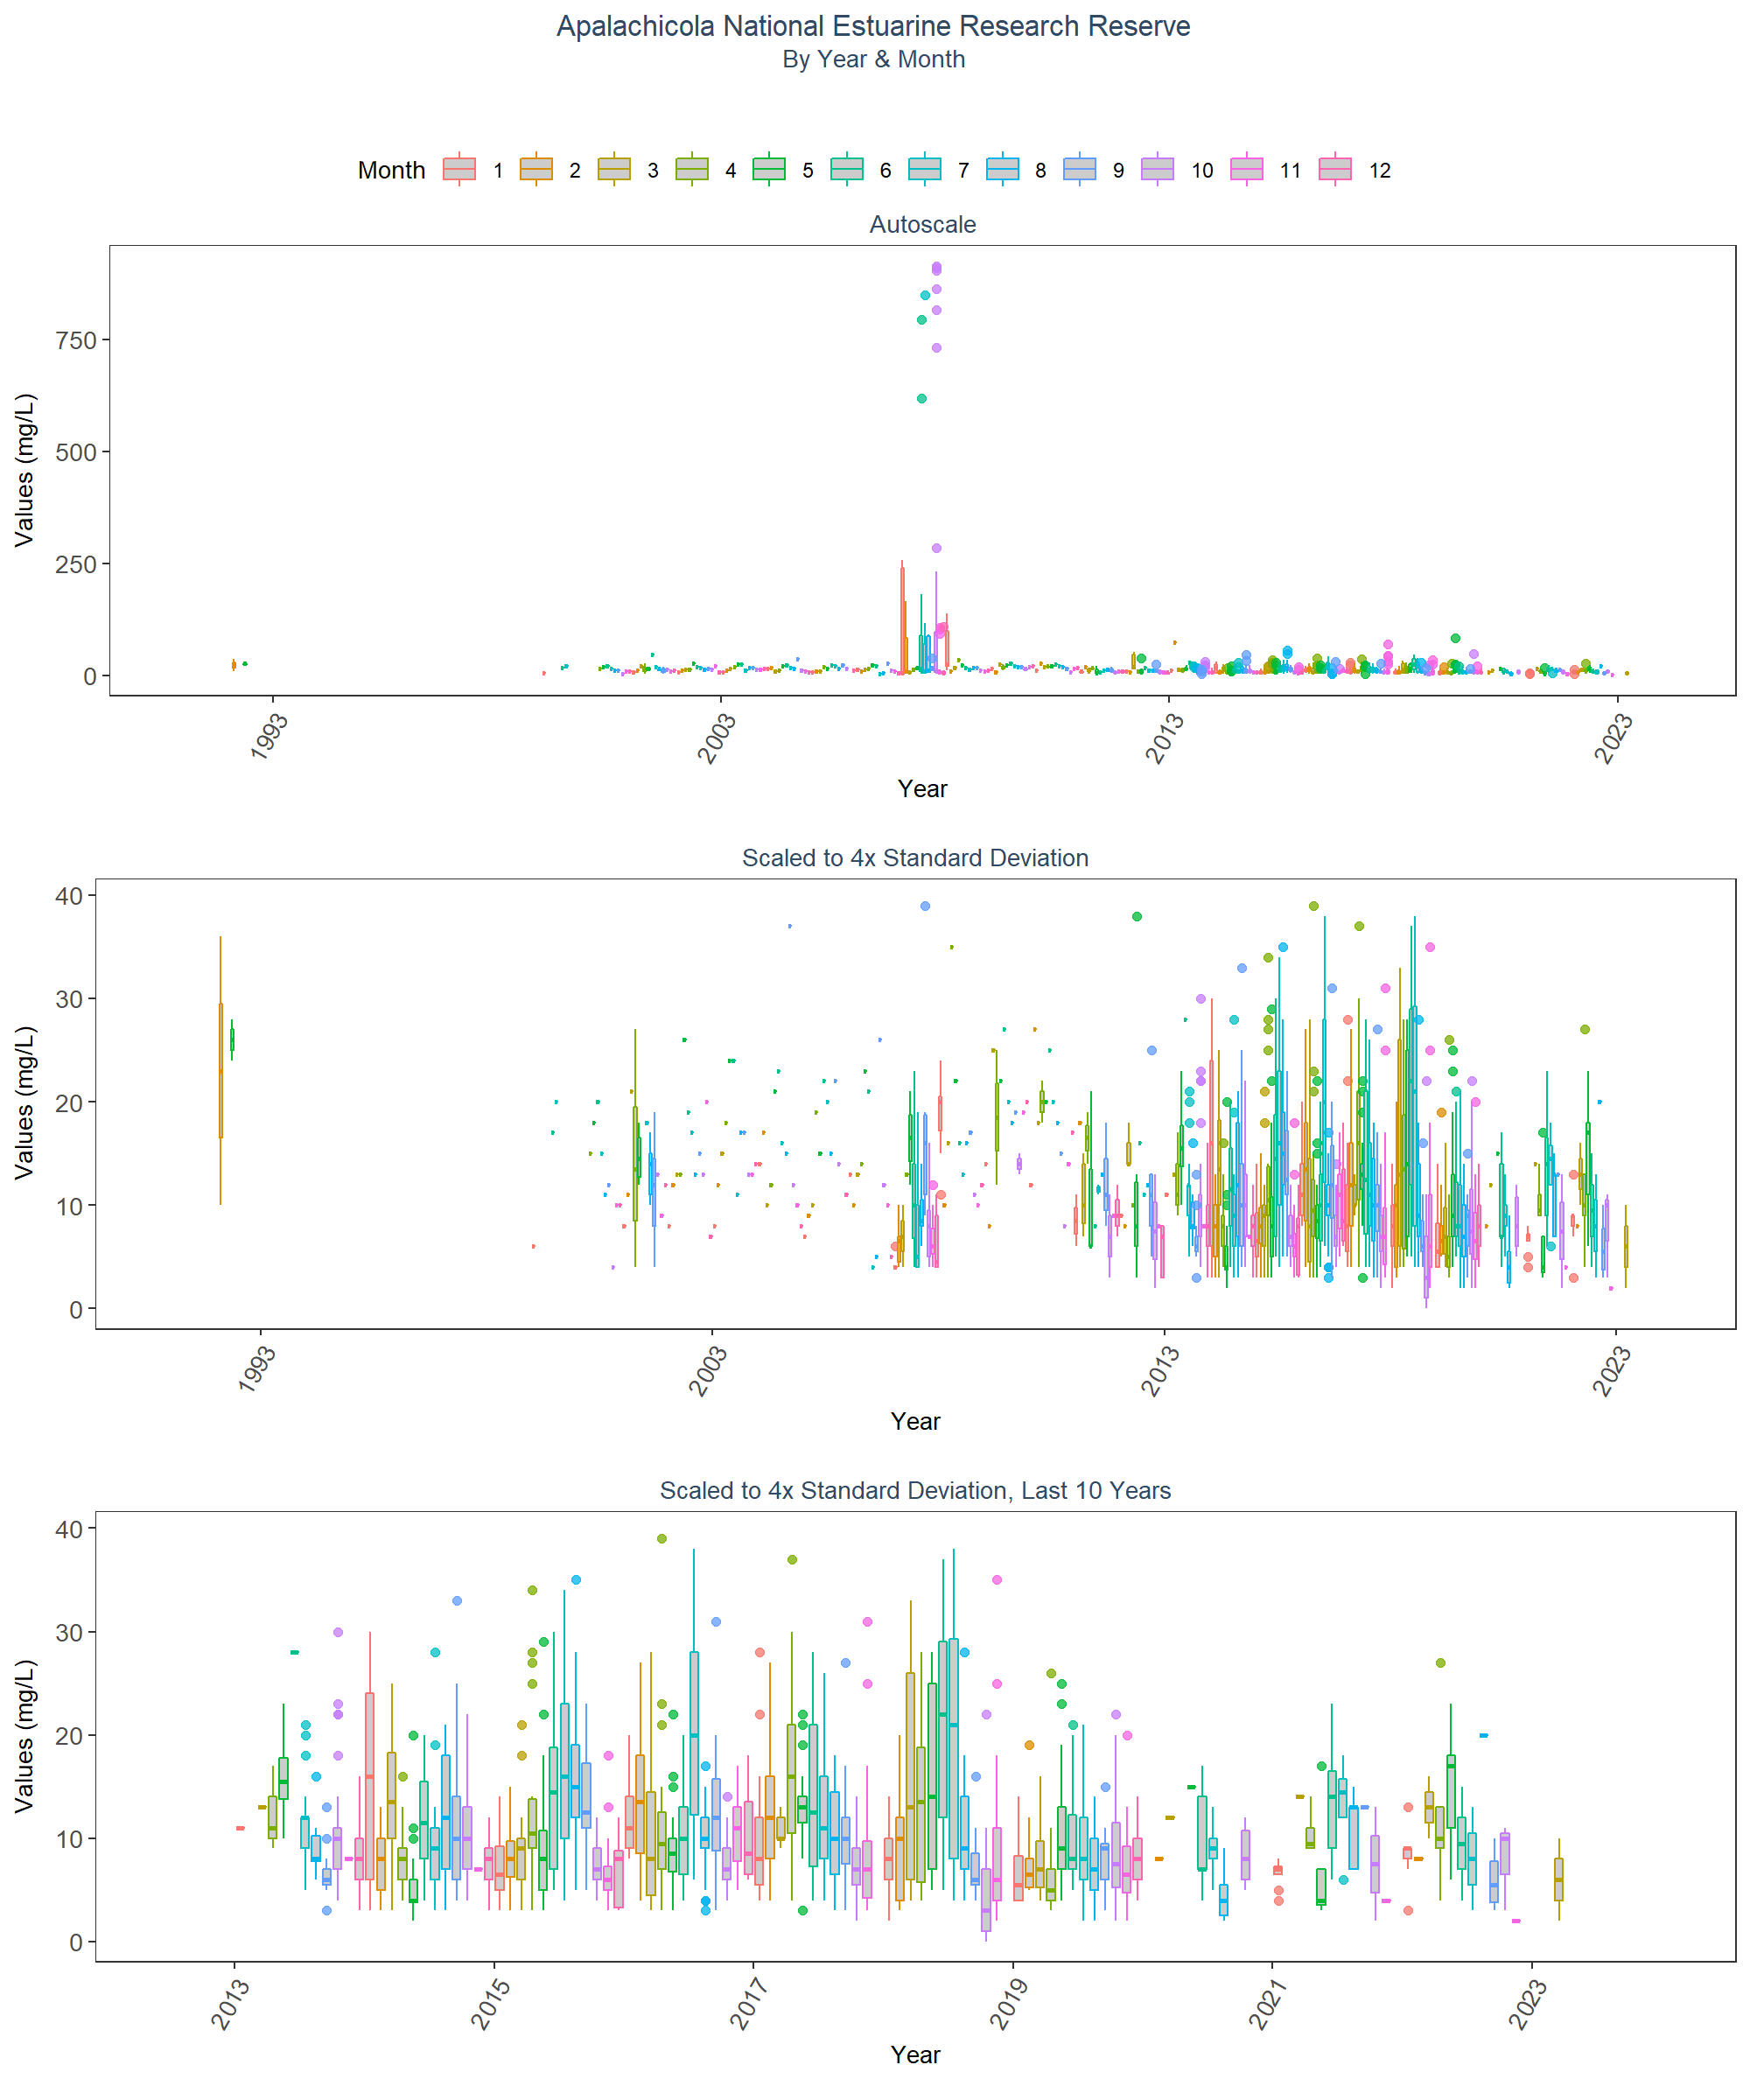 Apalachicola National Estuarine Research Reserve
By Year & Month
Month 1 2 3 4 5 6 7 8 9 10 11 12
Autoscale
Values (mg/L)
750
500
250
0
1993 2003 2013 2023
Year
Scaled to 4x Standard Deviation
Values (mg/L)
40
30
20
10
0
1993 2003 2013 2023
Year
Scaled to 4x Standard Deviation, Last 10 Years
Values (mg/L)
40
30
20
10
0
2013 2015 2017 2019 2021 2023
Year